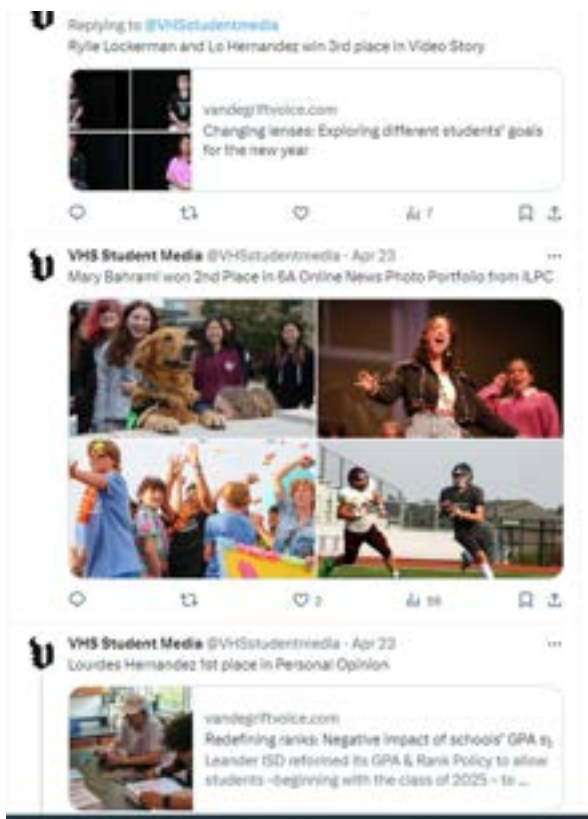 Replying to @VHSstudentmedia
Rylie Lockerman and Lo Hernandez win 3rd place in Video Story
vandegriftvoice.com
Changing lenses: Exploring different students' goals
for the new year
7
VHS Student Media @VHSstudentmedia · Apr 23
Mary Bahrami won 2nd Place in 6A Online News Photo Portfolio from ILPC
2
VHS Student Media @VHSstudentmedia · Apr 23
Lourdes Hernandez 1st place in Personal Opinion
vandegriftvoice.com
Redefining ranks: Negative impact of schools' GPA sy
Leander ISD reformed its GPA & Rank Policy to allow
students -beginning with the class of 2025 - to ...